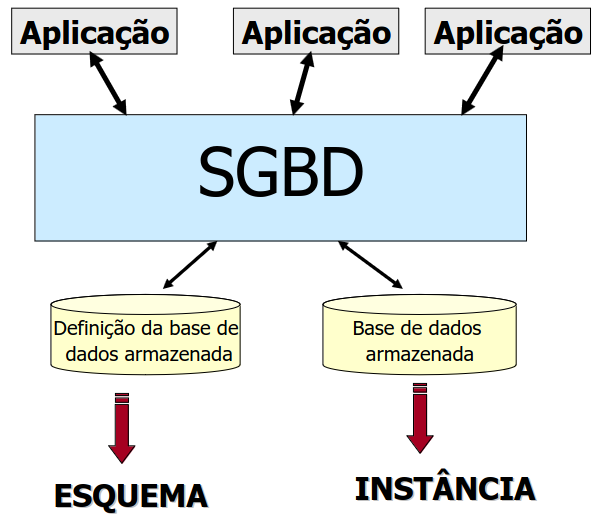 Aplicação
Aplicação
Aplicação
SGBD
Definição da base de
dados armazenada
Base de dados
armazenada
ESQUEMA
INSTÂNCIA